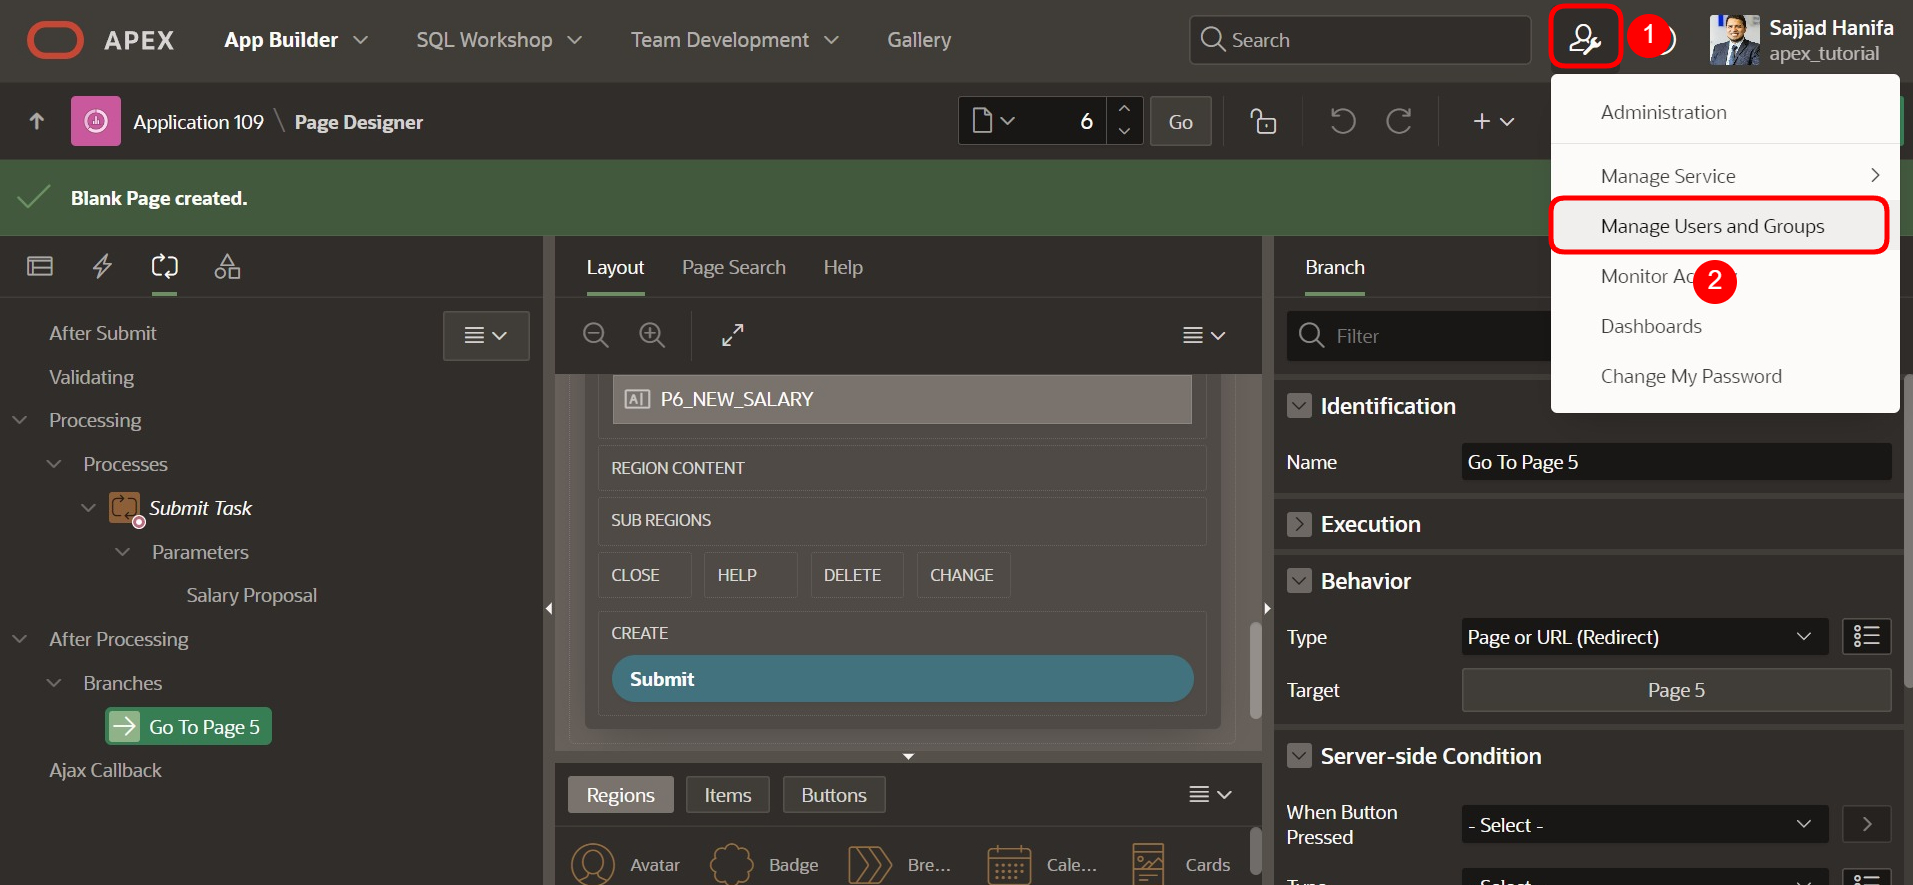 APEX
App Builder
SQL Workshop
Team Development
Gallery
Search
1
Sajjad Hanifa
apex_tutorial
Application 109 \ Page Designer
6
Go
Administration
Manage Service
Manage Users and Groups
Monitor Ac
2
Dashboards
Change My Password
Blank Page created.
After Submit
Validating
Processing
Processes
Submit Task
Parameters
Salary Proposal
After Processing
Branches
Go To Page 5
Ajax Callback
Layout
Page Search
Help
P6_NEW_SALARY
REGION CONTENT
SUB REGIONS
CLOSE
HELP
DELETE
CHANGE
CREATE
Submit
Regions
Items
Buttons
Avatar
Badge
Bre...
Cale...
Cards
Branch
Filter
Identification
Name
Go To Page 5
Execution
Behavior
Type
Page or URL (Redirect)
Target
Page 5
Server-side Condition
When Button
Pressed
- Select -
Type
- Select -